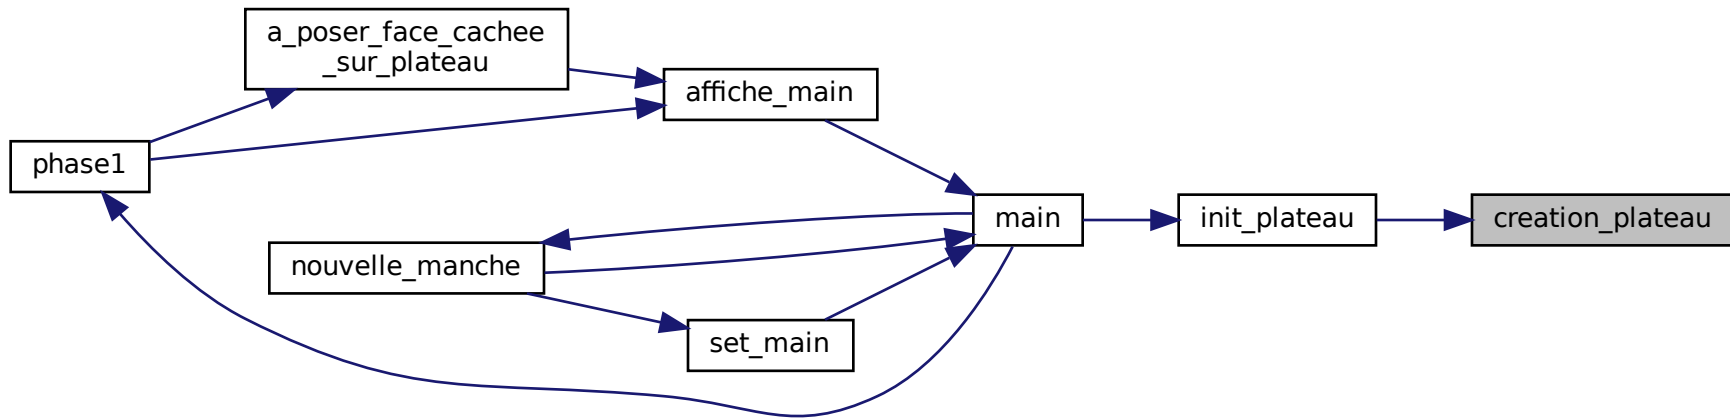 a_poser_face_cachee
_sur_plateau
affiche_main
phase1
main
init_plateau
creation_plateau
nouvelle_manche
set_main